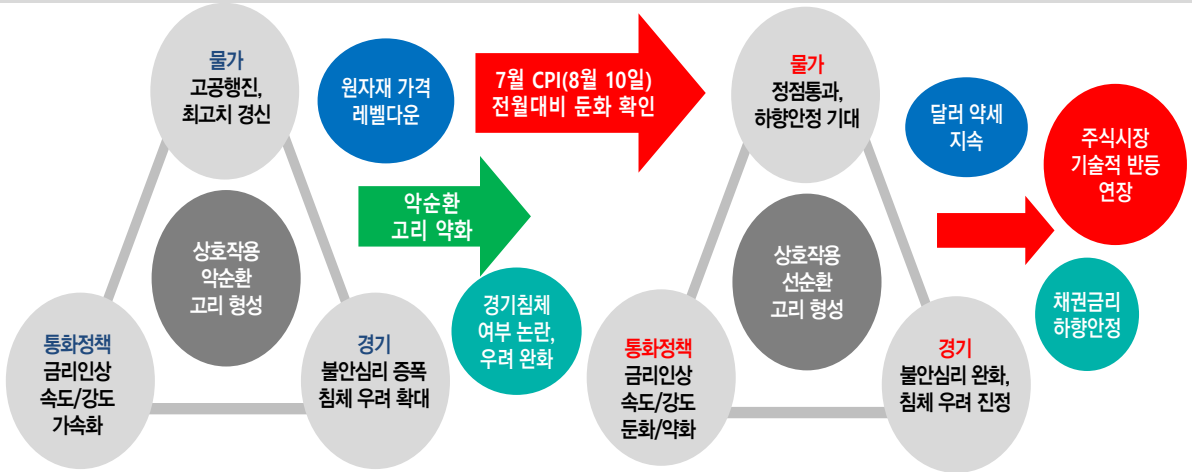 물가
고공행진,
최고치 경신
상호작용
악순환
고리 형성
통화정책
금리인상
속도/강도
가속화
경기
불안심리 증폭
침체 우려 확대
원자재 가격
레벨다운
7월 CPI(8월 10일)
전월대비 둔화 확인
악순환
고리 약화
경기침체
여부 논란,
우려 완화
물가
정점통과,
하향안정 기대
상호작용
선순환
고리 형성
통화정책
금리인상
속도/강도
둔화/약화
경기
불안심리 완화,
침체 우려 진정
달러 약세
지속
주식시장
기술적 반등
연장
채권금리
하향안정